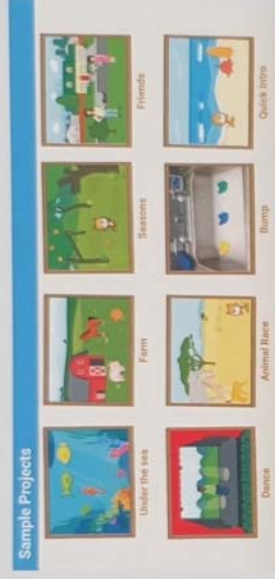 Sample Projects
Under the sea
Farm
Seasons
Friends
Dance
Animal Race
Bump
Quick Intro